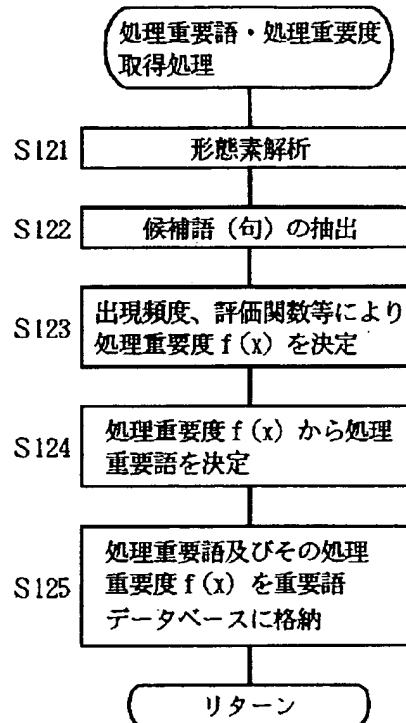 処理重要語・処理重要度
取得処理
S121
形態素解析
S122
候補語(句)の抽出
S123
出現頻度、評価関数等により
処理重要度f(x)を決定
S124
処理重要度f(x)から処理
重要語を決定
S125
処理重要語及びその処理
重要度f(x)を重要語
データベースに格納
リターン